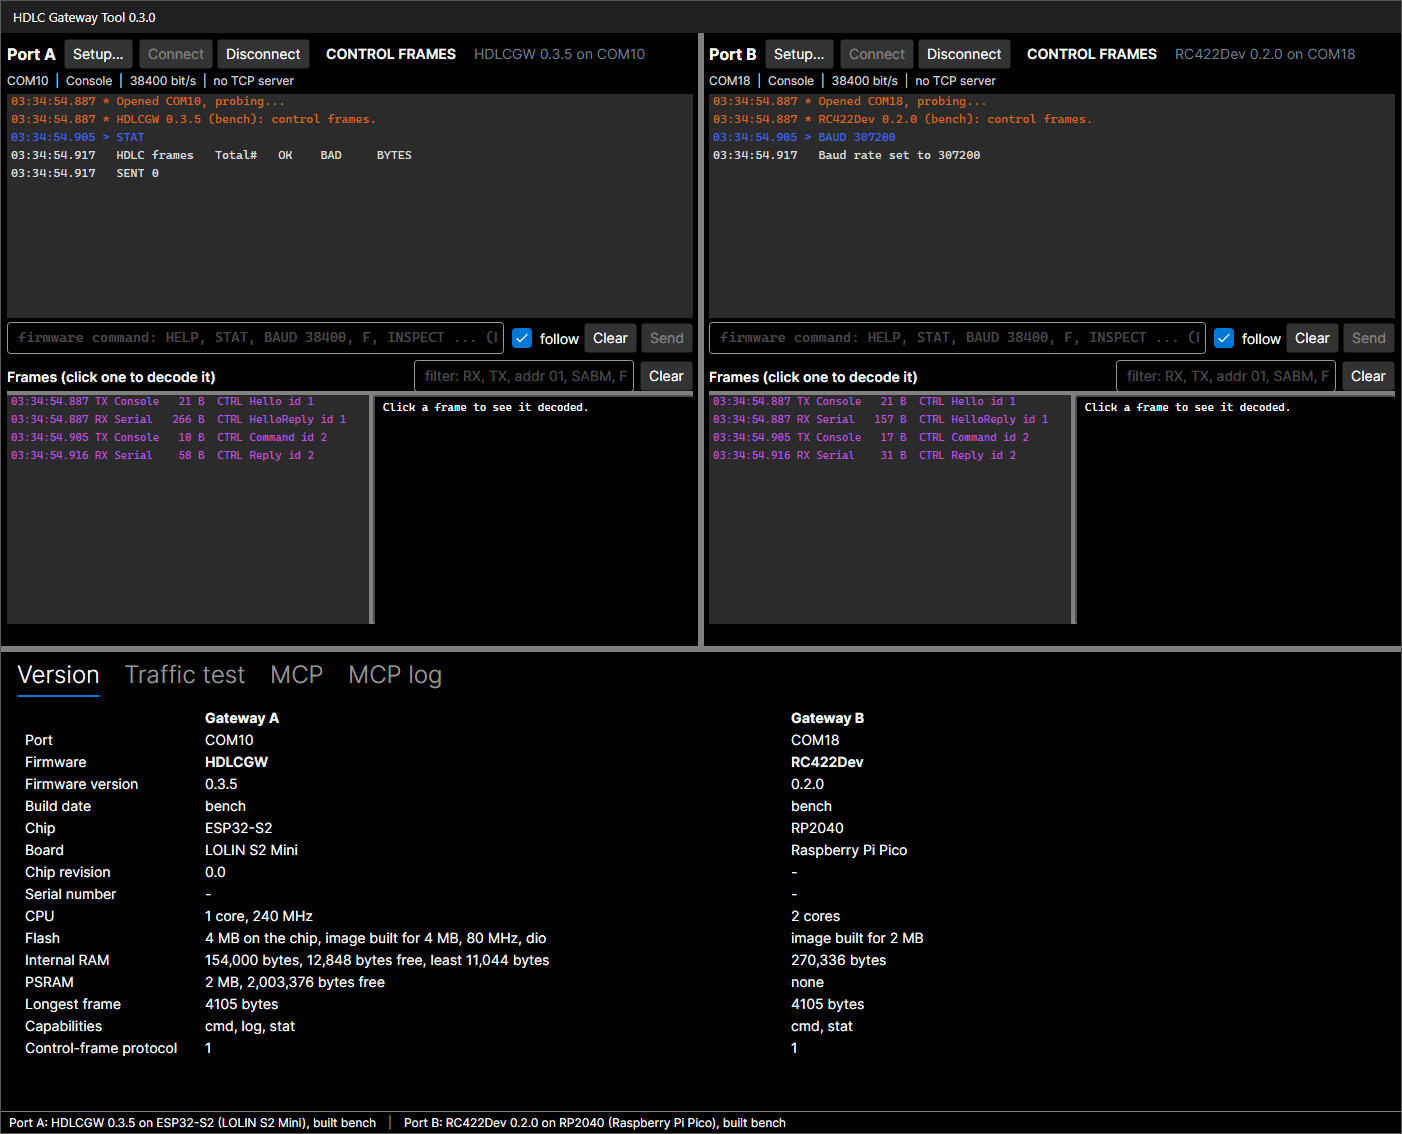 HDLC Gateway Tool 0.3.0
Port A Setup... Connect Disconnect CONTROL FRAMES HDLCGW 0.3.5 on COM10
COM10 | Console | 38400 bit/s | no TCP server
03:34:54.887 * Opened COM10, probing...
03:34:54.887 * HDLCGW 0.3.5 (bench): control frames.
03:34:54.905 > STAT
03:34:54.917 HDLC frames Total# OK BAD BYTES
03:34:54.917 SENT 0
firmware command: HELP, STAT, BAUD 38400, F, INSPECT ... (
follow Clear Send
Frames (click one to decode it) filter: RX, TX, addr 01, SABM, F Clear
03:34:54.887 TX Console 21 B CTRL Hello id 1
03:34:54.887 RX Serial 266 B CTRL HelloReply id 1
03:34:54.905 TX Console 10 B CTRL Command id 2
03:34:54.916 RX Serial 58 B CTRL Reply id 2
Click a frame to see it decoded.
Port B Setup... Connect Disconnect CONTROL FRAMES RC422Dev 0.2.0 on COM18
COM18 | Console | 38400 bit/s | no TCP server
03:34:54.887 * Opened COM18, probing...
03:34:54.887 * RC422Dev 0.2.0 (bench): control frames.
03:34:54.905 > BAUD 307200
03:34:54.917 Baud rate set to 307200
firmware command: HELP, STAT, BAUD 38400, F, INSPECT ... (
follow Clear Send
Frames (click one to decode it) filter: RX, TX, addr 01, SABM, F Clear
03:34:54.887 TX Console 21 B CTRL Hello id 1
03:34:54.887 RX Serial 157 B CTRL HelloReply id 1
03:34:54.905 TX Console 17 B CTRL Command id 2
03:34:54.916 RX Serial 31 B CTRL Reply id 2
Click a frame to see it decoded.
Version Traffic test MCP MCP log
Gateway A Gateway B
Port COM10 COM18
Firmware HDLCGW RC422Dev
Firmware version 0.3.5 0.2.0
Build date bench bench
Chip ESP32-S2 RP2040
Board LOLIN S2 Mini Raspberry Pi Pico
Chip revision 0.0 -
Serial number - -
CPU 1 core, 240 MHz 2 cores
Flash 4 MB on the chip, image built for 4 MB, 80 MHz, dio image built for 2 MB
Internal RAM 154,000 bytes, 12,848 bytes free, least 11,044 bytes 270,336 bytes
PSRAM 2 MB, 2,003,376 bytes free none
Longest frame 4105 bytes 4105 bytes
Capabilities cmd, log, stat cmd, stat
Control-frame protocol 1 1
Port A: HDLCGW 0.3.5 on ESP32-S2 (LOLIN S2 Mini), built bench | Port B: RC422Dev 0.2.0 on RP2040 (Raspberry Pi Pico), built bench